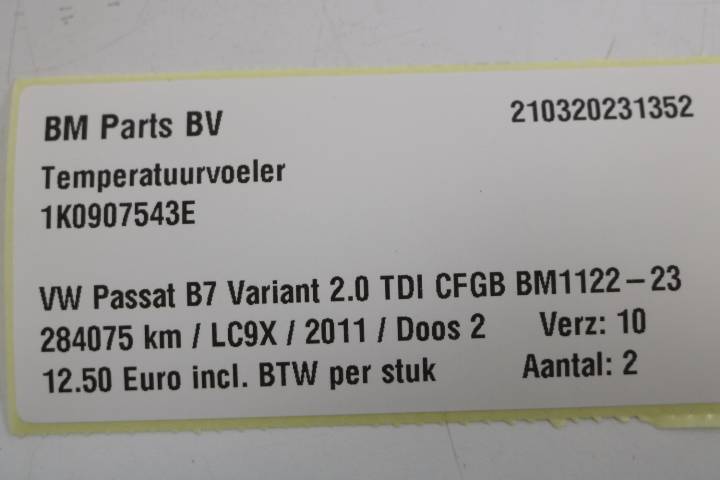 BM Parts BV 210320231352
Temperatuurvoeler
1K0907543E
VW Passat B7 Variant 2.0 TDI CFGB BM1122-23
284075 km / LC9X / 2011 / Doos 2 Verz: 10
12.50 Euro incl. BTW per stuk Aantal: 2